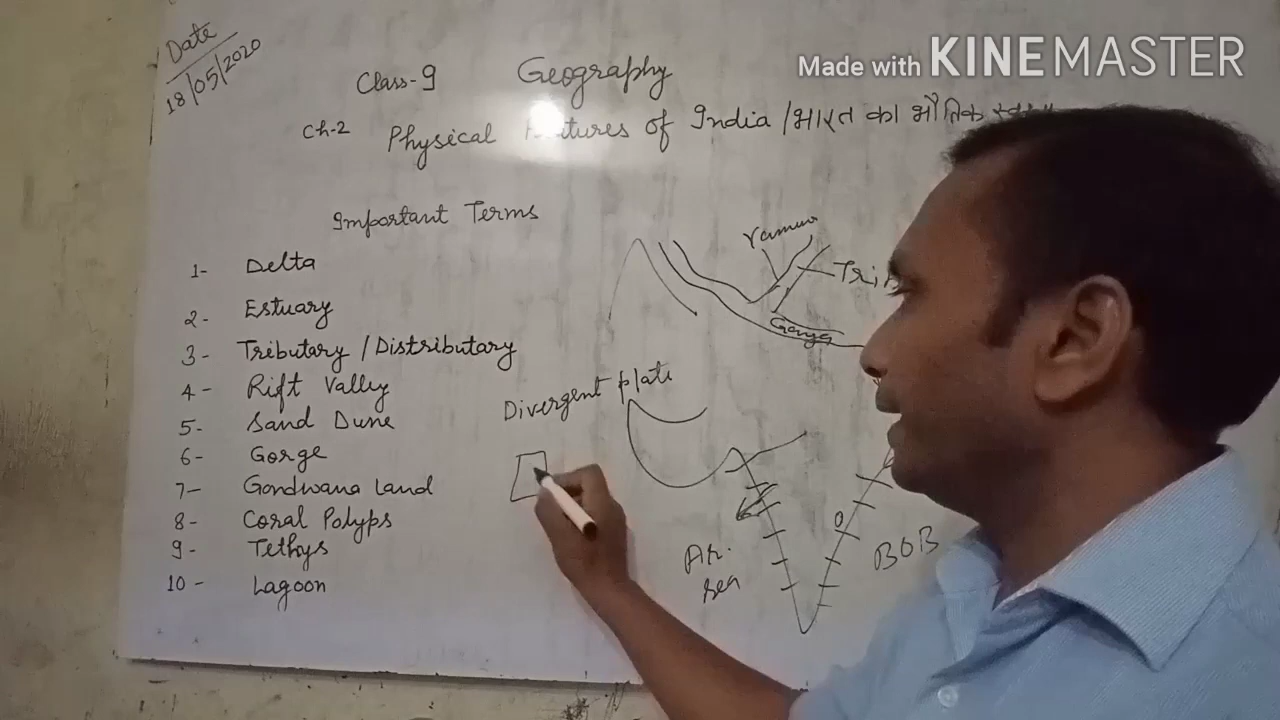 Made with KINEMASTER
Date
18/05/2020
Class-9 Geography
Ch-2 Physical Features of India / भारत का भौतिक
Important Terms
1- Delta
2- Estuary
3- Tributary / Distributary
4- Rift Valley
5- Sand Dune
6- Gorge
7- Gondwana Land
8- Coral Polyps
9- Tethys
10- Lagoon
Ganga
Divergent plate
Sea
BOB